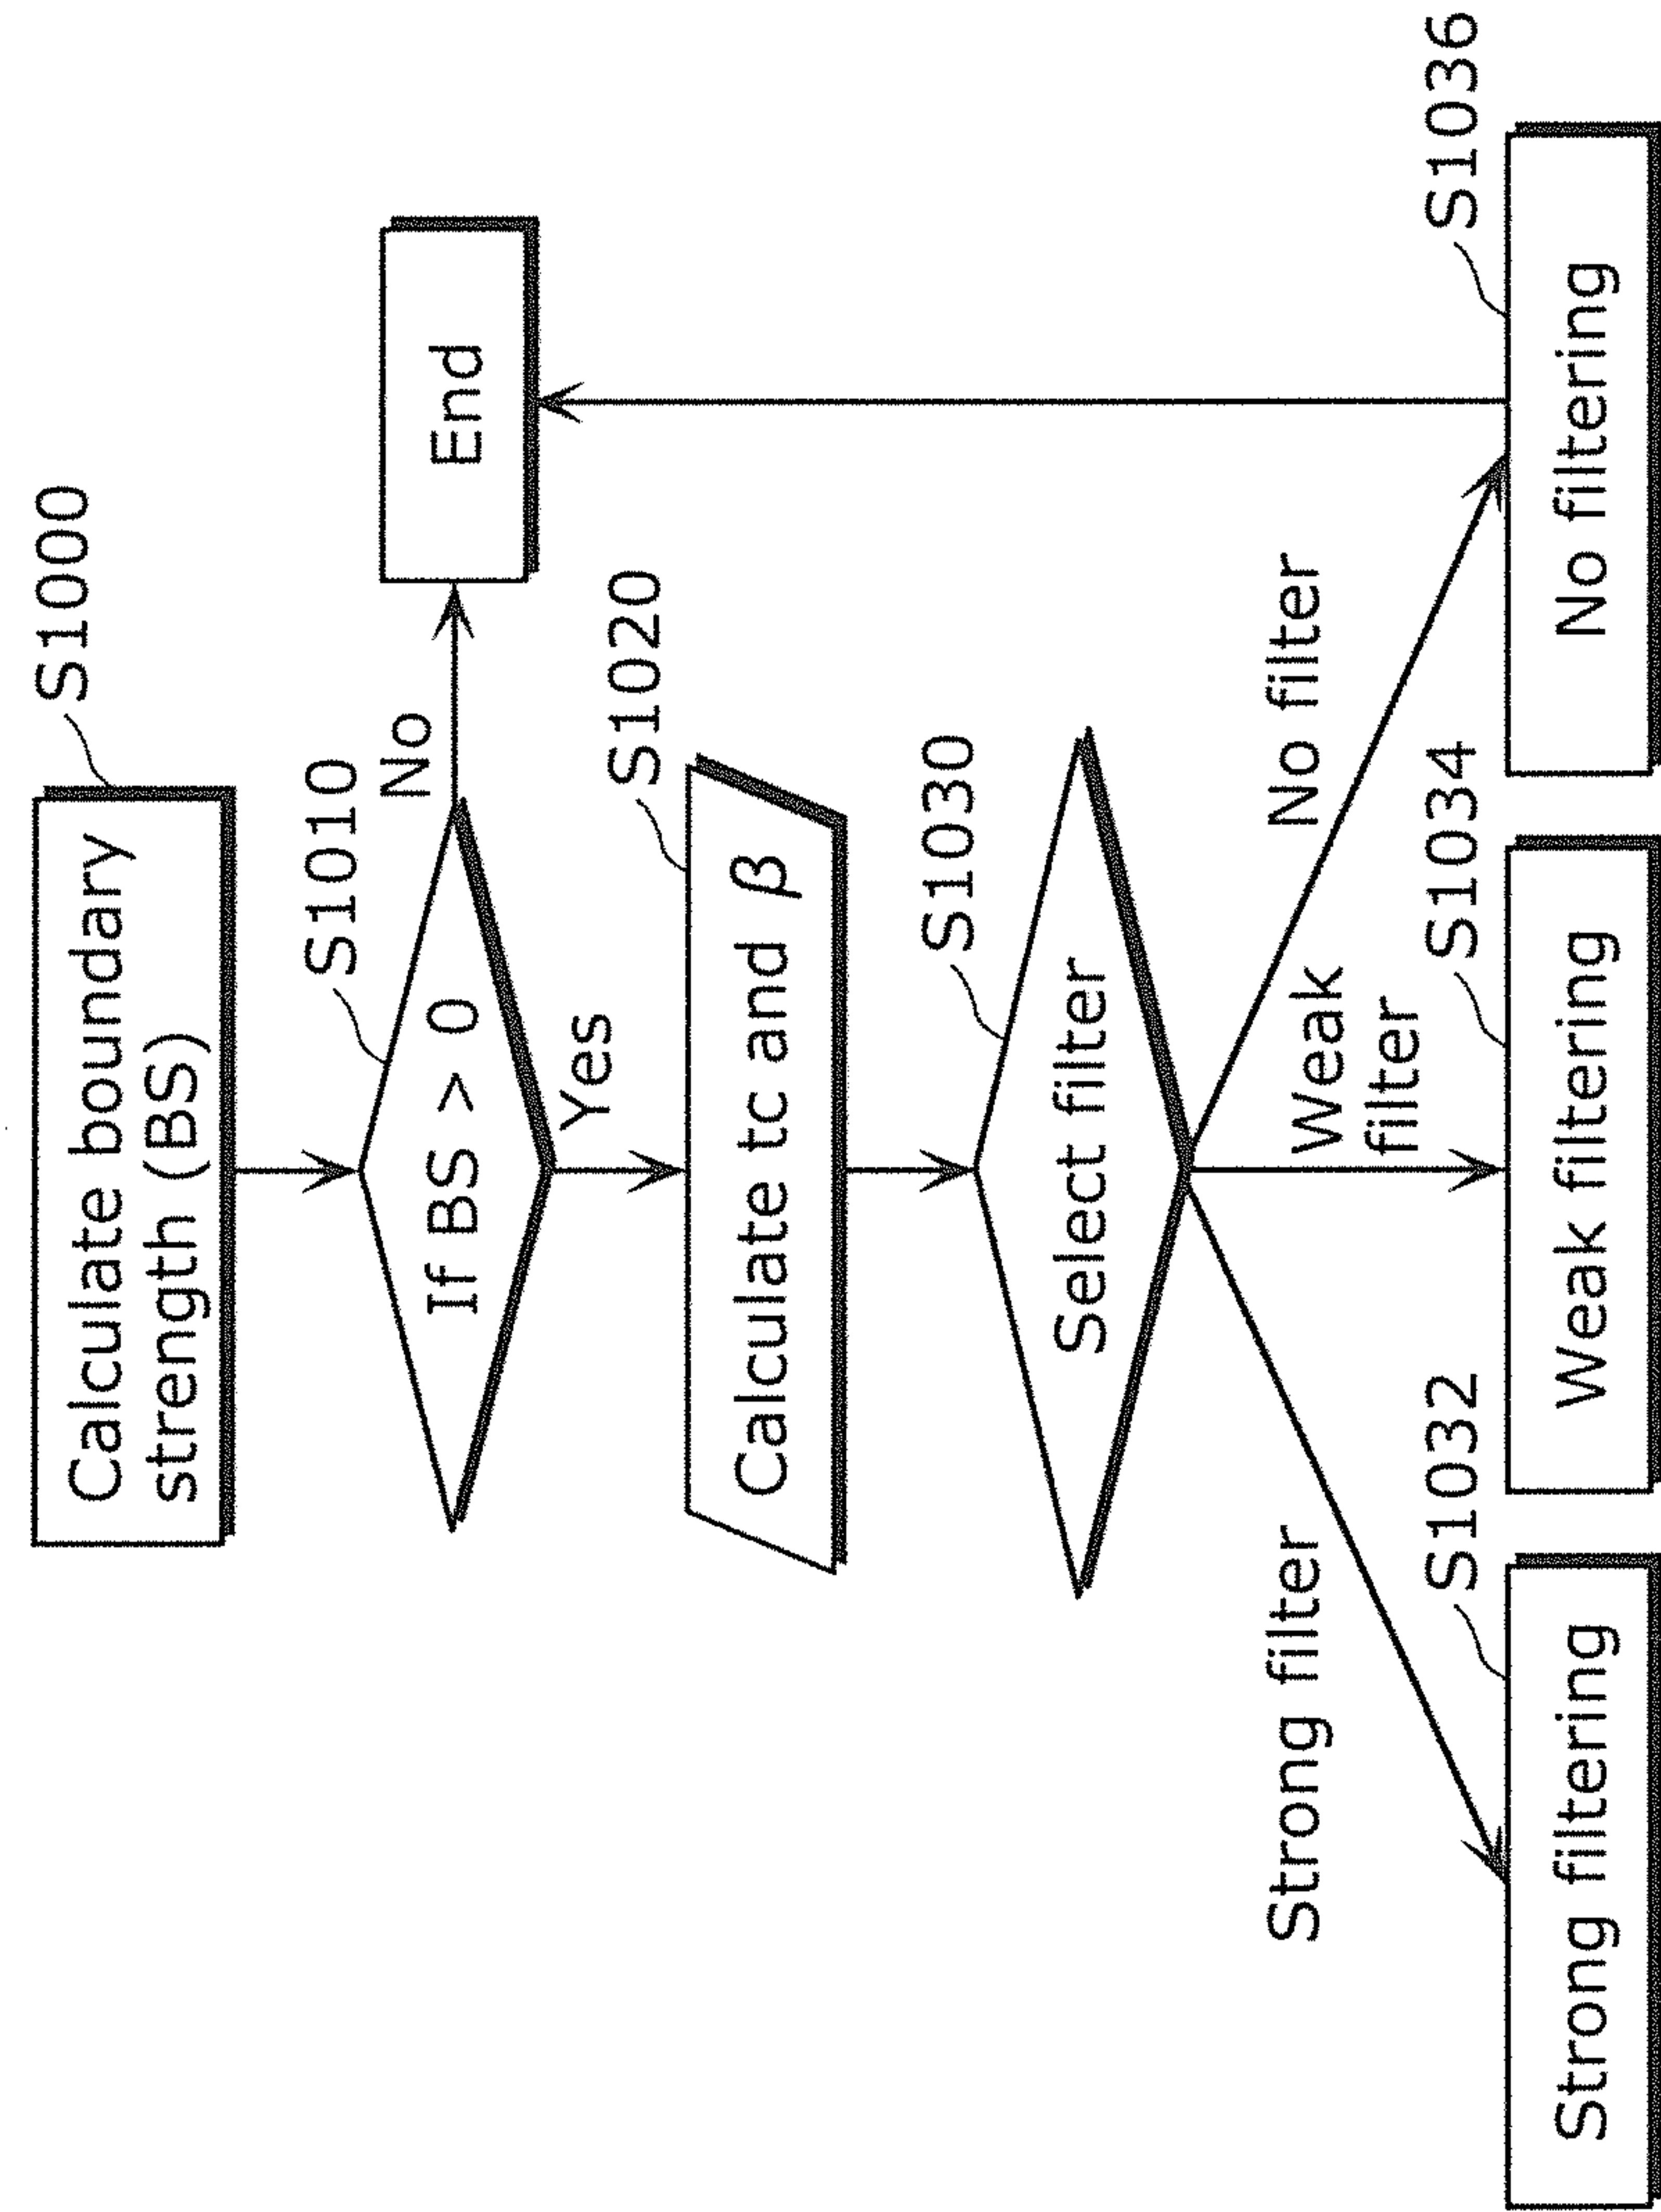 S1000
Calculate boundary
strength (BS)
S1010
If BS > 0
No
End
Yes
S1020
Calculate tc and β
S1030
Select filter
Strong filter
Weak
filter
No filter
S1032
Strong filtering
S1034
Weak filtering
S1036
No filtering